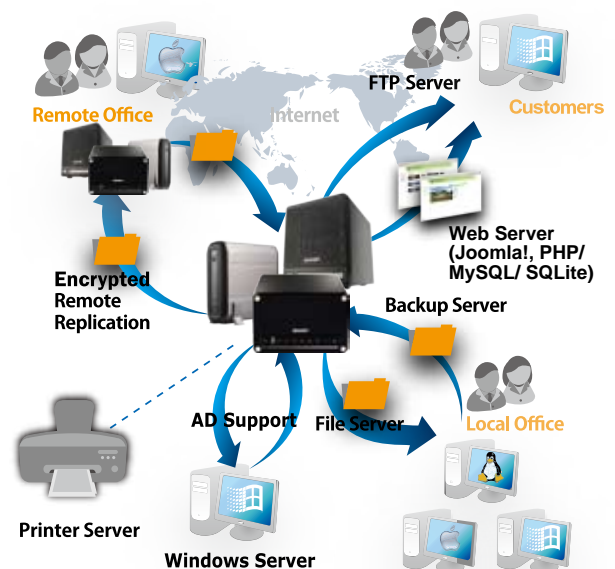 FTP Server
Customers
Remote Office
Internet
Web Server
(Joomla!, PHP/
MySQL/ SQLite)
Encrypted
Remote
Replication
Backup Server
AD Support
File Server
Local Office
Printer Server
Windows Server